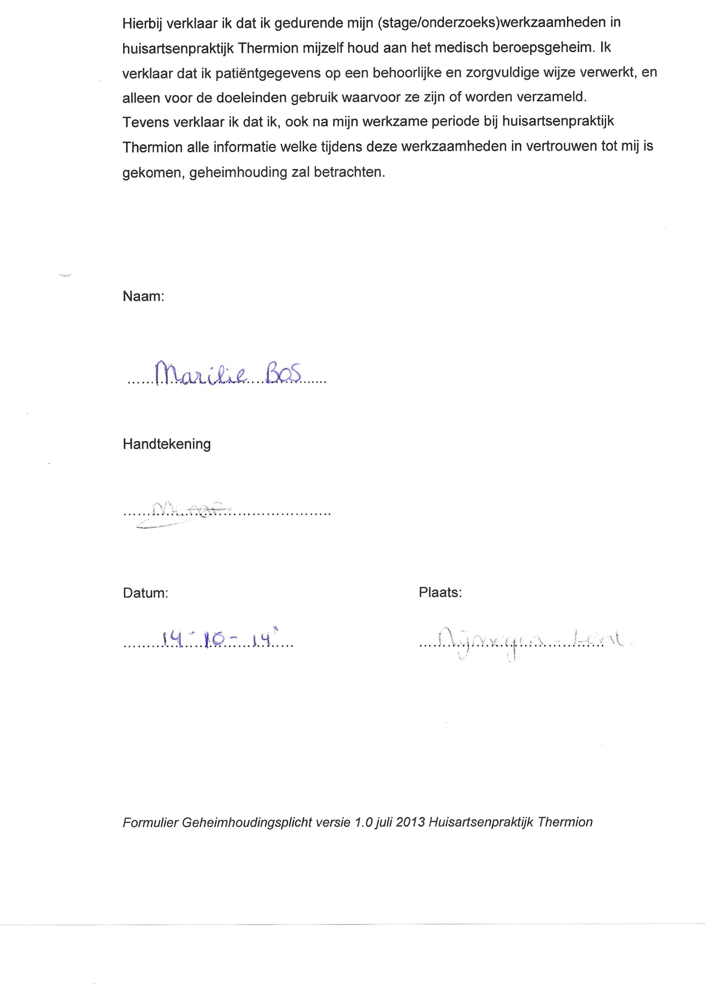 Hierbij verklaar ik dat ik gedurende mijn (stage/onderzoeks)werkzaamheden in
huisartsenpraktijk Thermion mijzelf houd aan het medisch beroepsgeheim. Ik
verklaar dat ik patiëntgegevens op een behoorlijke en zorgvuldige wijze verwerkt, en
alleen voor de doeleinden gebruik waarvoor ze zijn of worden verzameld.
Tevens verklaar ik dat ik, ook na mijn werkzame periode bij huisartsenpraktijk
Thermion alle informatie welke tijdens deze werkzaamheden in vertrouwen tot mij is
gekomen, geheimhouding zal betrachten.
Naam:
Marilie Bos
Handtekening
Datum: Plaats:
14-10-14 Nijmegen - Lent
Formulier Geheimhoudingsplicht versie 1.0 juli 2013 Huisartsenpraktijk Thermion